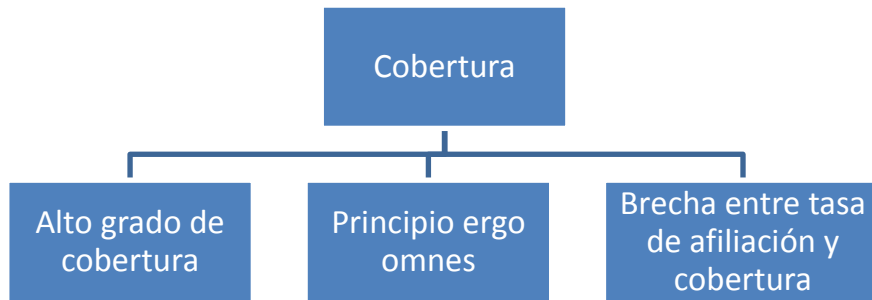 Cobertura
Alto grado de
cobertura
Principio ergo
omnes
Brecha entre tasa
de afiliación y
cobertura